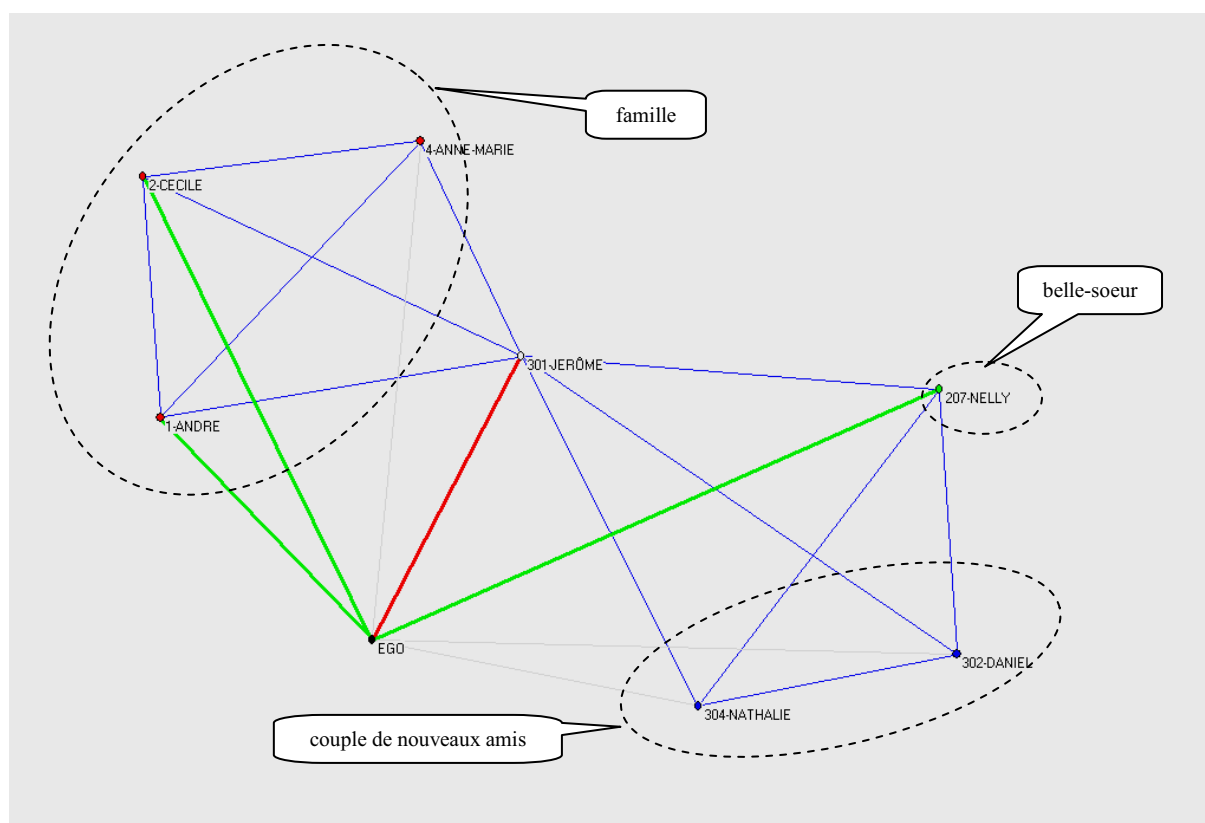 famille
4-ANNE-MARIE
2-CECILE
belle-soeur
301-JERÔME
207-NELLY
1-ANDRE
EGO
302-DANIEL
304-NATHALIE
couple de nouveaux amis